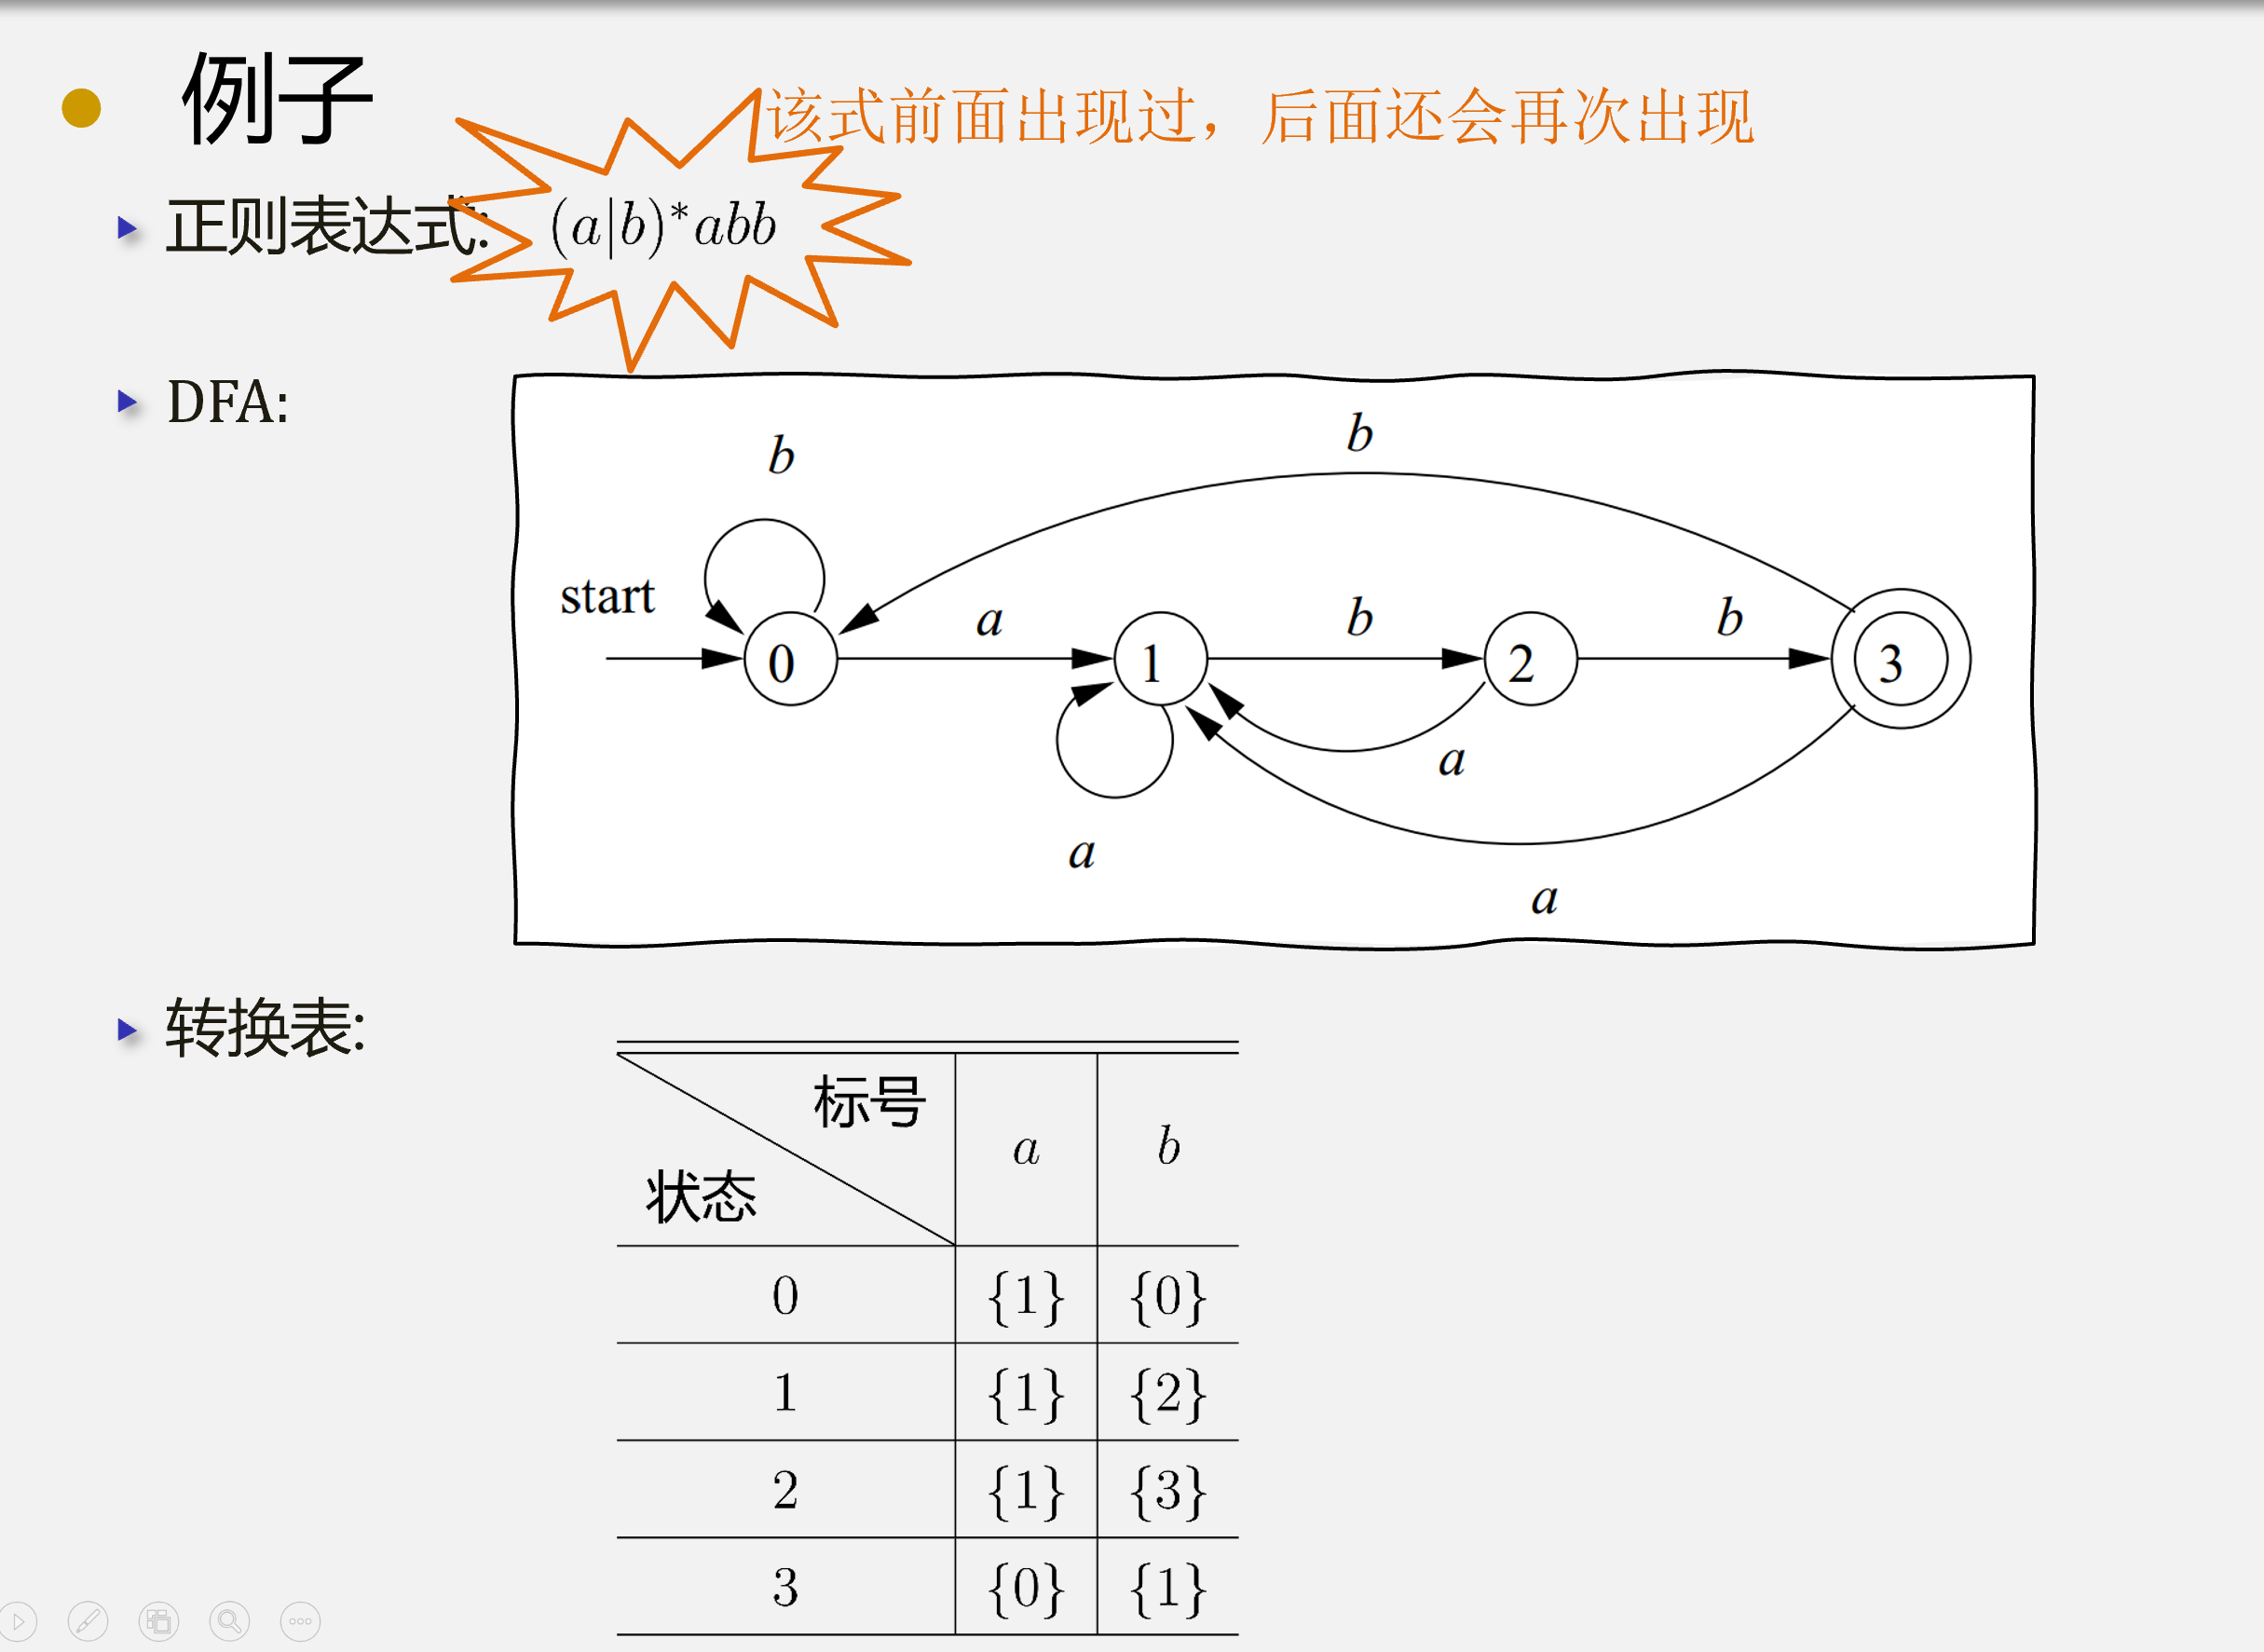 例子
该式前面出现过，后面还会再次出现
正则表达式: (a|b)*abb
DFA:
b
b
start
a
b
b
0
1
2
3
a
a
a
转换表:
标号
状态
a b
0 {1} {0}
1 {1} {2}
2 {1} {3}
3 {0} {1}